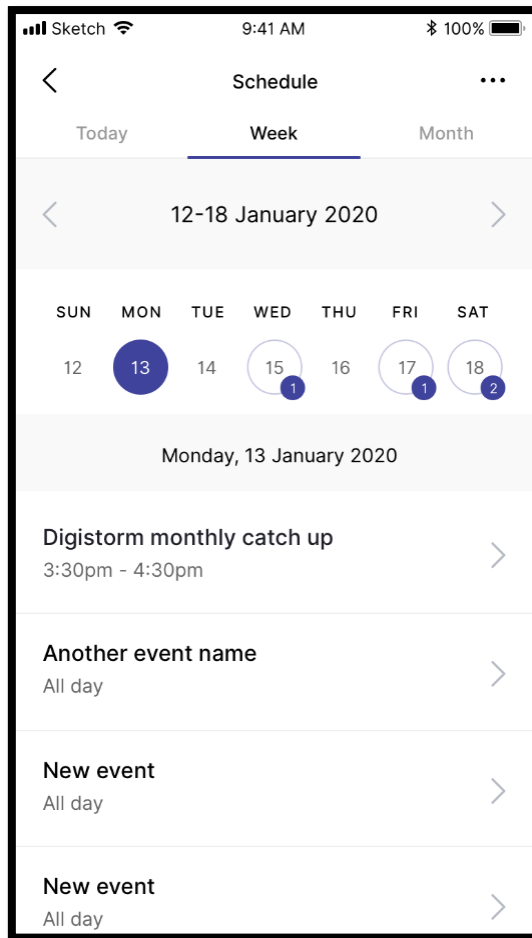 Sketch 9:41 AM 100%
Schedule
Today Week Month
12-18 January 2020
SUN MON TUE WED THU FRI SAT
12 13 14 15 16 17 18
1 1 2
Monday, 13 January 2020
Digistorm monthly catch up
3:30pm - 4:30pm
Another event name
All day
New event
All day
New event
All day